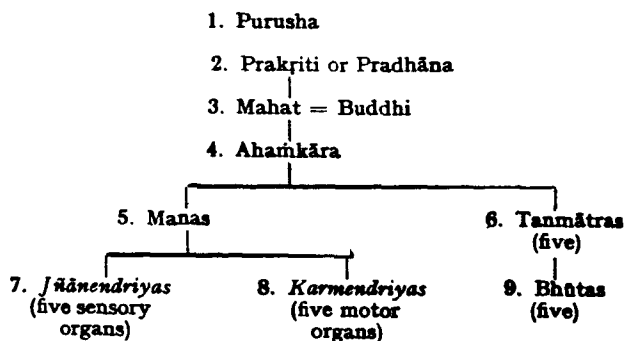 1. Purusha
2. Prakṛiti or Pradhāna
3. Mahat = Buddhi
4. Ahaṁkāra
5. Manas
6. Tanmātras
(five)
7. Jñānendriyas
(five sensory
organs)
8. Karmendriyas
(five motor
organs)
9. Bhūtas
(five)